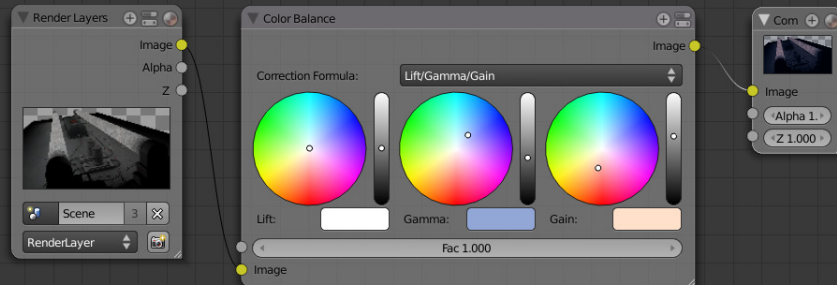 Render Layers
Image
Alpha
Z
Scene
3
RenderLayer
Color Balance
Image
Correction Formula:
Lift/Gamma/Gain
Lift:
Gamma:
Gain:
Fac 1.000
Image
Com
Image
Alpha 1.
Z 1.000